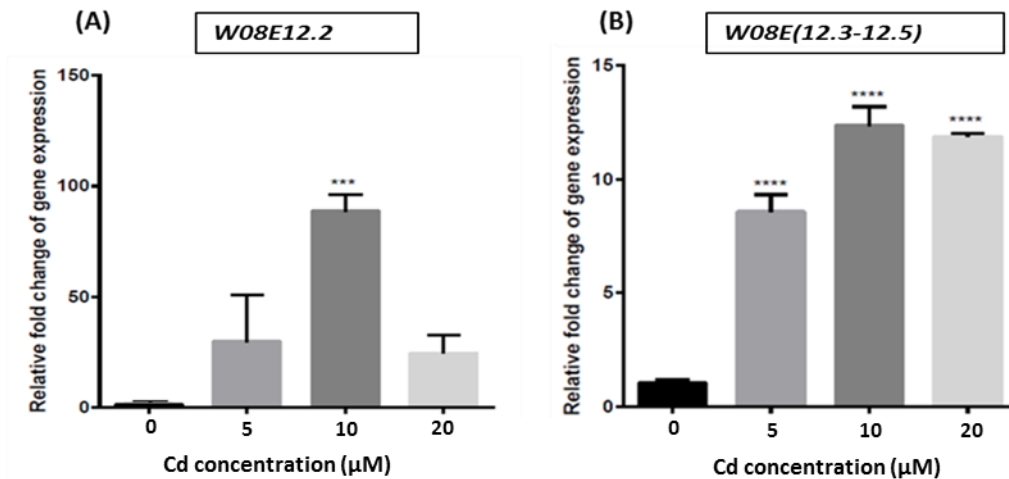 (A)
W08E12.2
Relative fold change of gene expression
150
100
50
0
***
0 5 10 20
Cd concentration (µM)
(B)
W08E(12.3-12.5)
Relative fold change of gene expression
15
10
5
0
****
****
****
0 5 10 20
Cd concentration (µM)